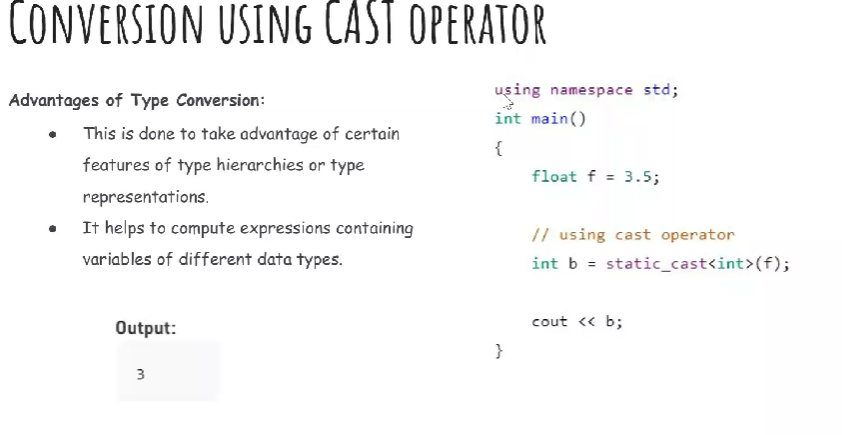 CONVERSION USING CAST OPERATOR
Advantages of Type Conversion:
• This is done to take advantage of certain
features of type hierarchies or type
representations.
• It helps to compute expressions containing
variables of different data types.
Output:
3
using namespace std;
int main()
{
float f = 3.5;
// using cast operator
int b = static_cast<int>(f);
cout << b;
}